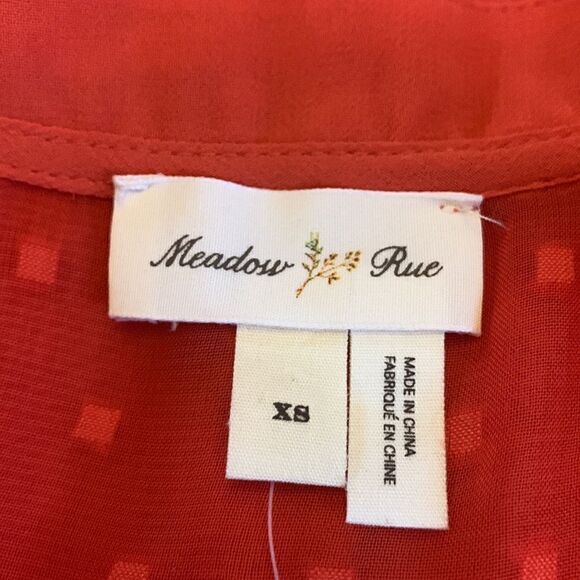 Meadow Rue
XS
MADE IN CHINA
FABRIQUÉ EN CHINE